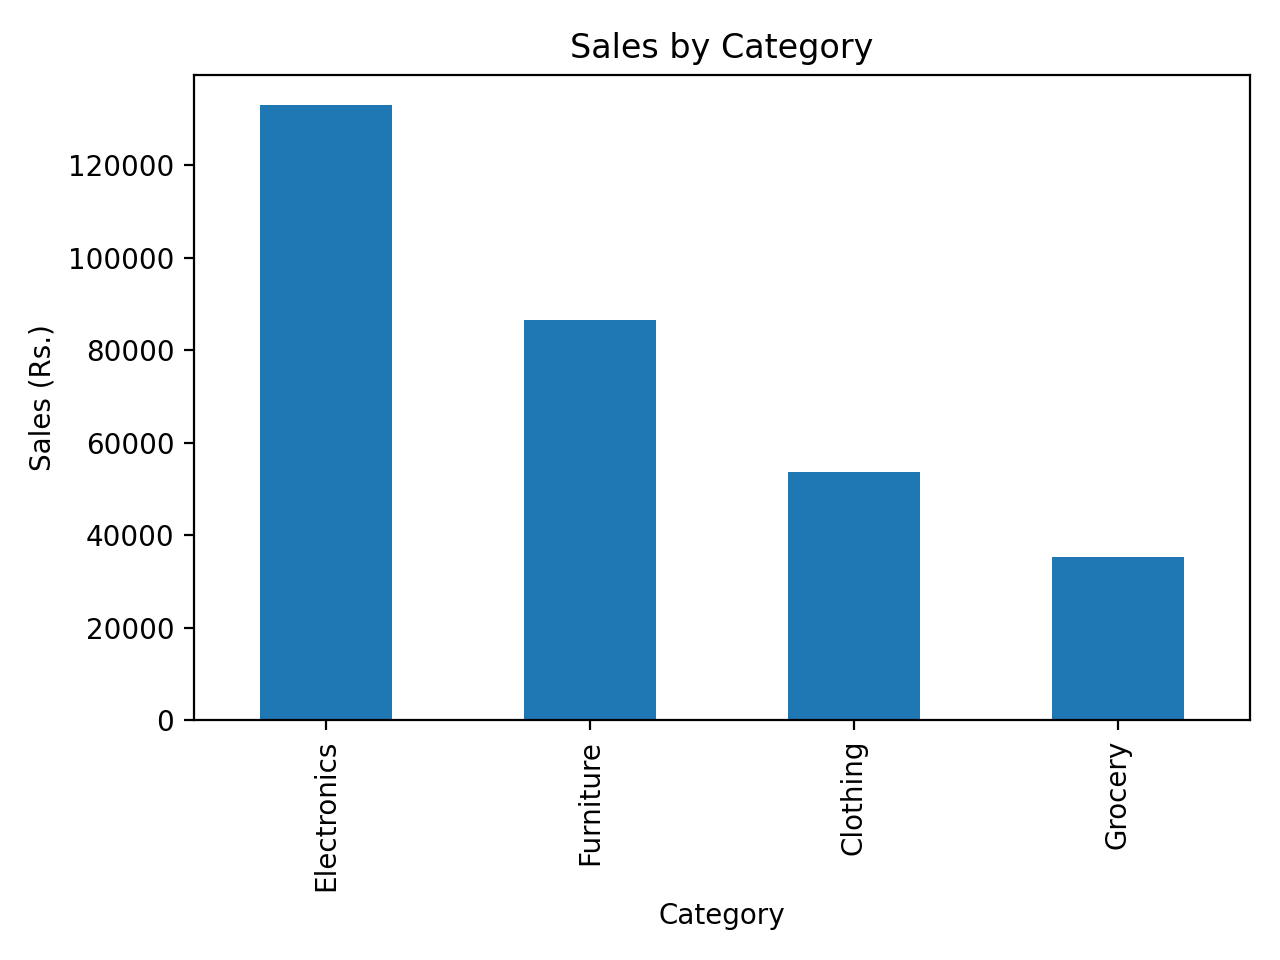 Sales by Category
Sales (Rs.)
120000
100000
80000
60000
40000
20000
0
Electronics
Furniture
Clothing
Grocery
Category